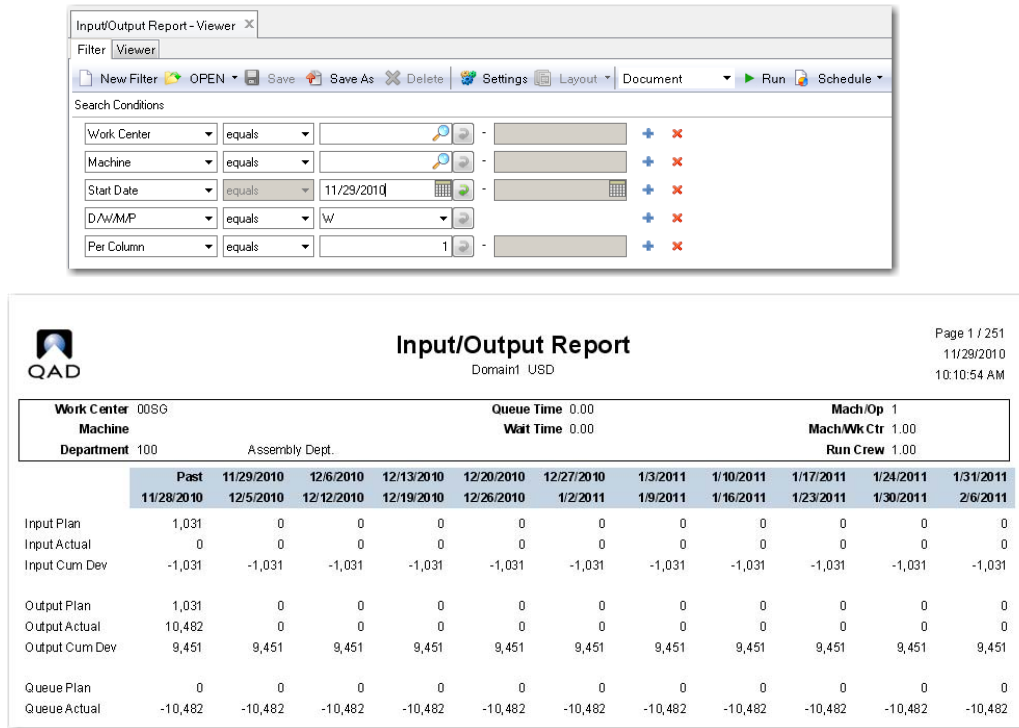 Input/Output Report - Viewer
Filter Viewer
New Filter OPEN Save Save As Delete Settings Layout Document Run Schedule
Search Conditions
Work Center equals -
Machine equals -
Start Date equals 11/29/2010 -
D/W/M/P equals W
Per Column equals 1 -
QAD
Input/Output Report
Domain1 USD
Page 1 / 251
11/29/2010
10:10:54 AM
Work Center 00SG Queue Time 0.00 Mach/Op 1
Machine Wait Time 0.00 Mach/Wk Ctr 1.00
Department 100 Assembly Dept. Run Crew 1.00
Past 11/29/2010 12/6/2010 12/13/2010 12/20/2010 12/27/2010 1/3/2011 1/10/2011 1/17/2011 1/24/2011 1/31/2011
11/28/2010 12/5/2010 12/12/2010 12/19/2010 12/26/2010 1/2/2011 1/9/2011 1/16/2011 1/23/2011 1/30/2011 2/6/2011
Input Plan 1,031 0 0 0 0 0 0 0 0 0 0
Input Actual 0 0 0 0 0 0 0 0 0 0 0
Input Cum Dev -1,031 -1,031 -1,031 -1,031 -1,031 -1,031 -1,031 -1,031 -1,031 -1,031 -1,031
Output Plan 1,031 0 0 0 0 0 0 0 0 0 0
Output Actual 10,482 0 0 0 0 0 0 0 0 0 0
Output Cum Dev 9,451 9,451 9,451 9,451 9,451 9,451 9,451 9,451 9,451 9,451 9,451
Queue Plan 0 0 0 0 0 0 0 0 0 0 0
Queue Actual -10,482 -10,482 -10,482 -10,482 -10,482 -10,482 -10,482 -10,482 -10,482 -10,482 -10,482